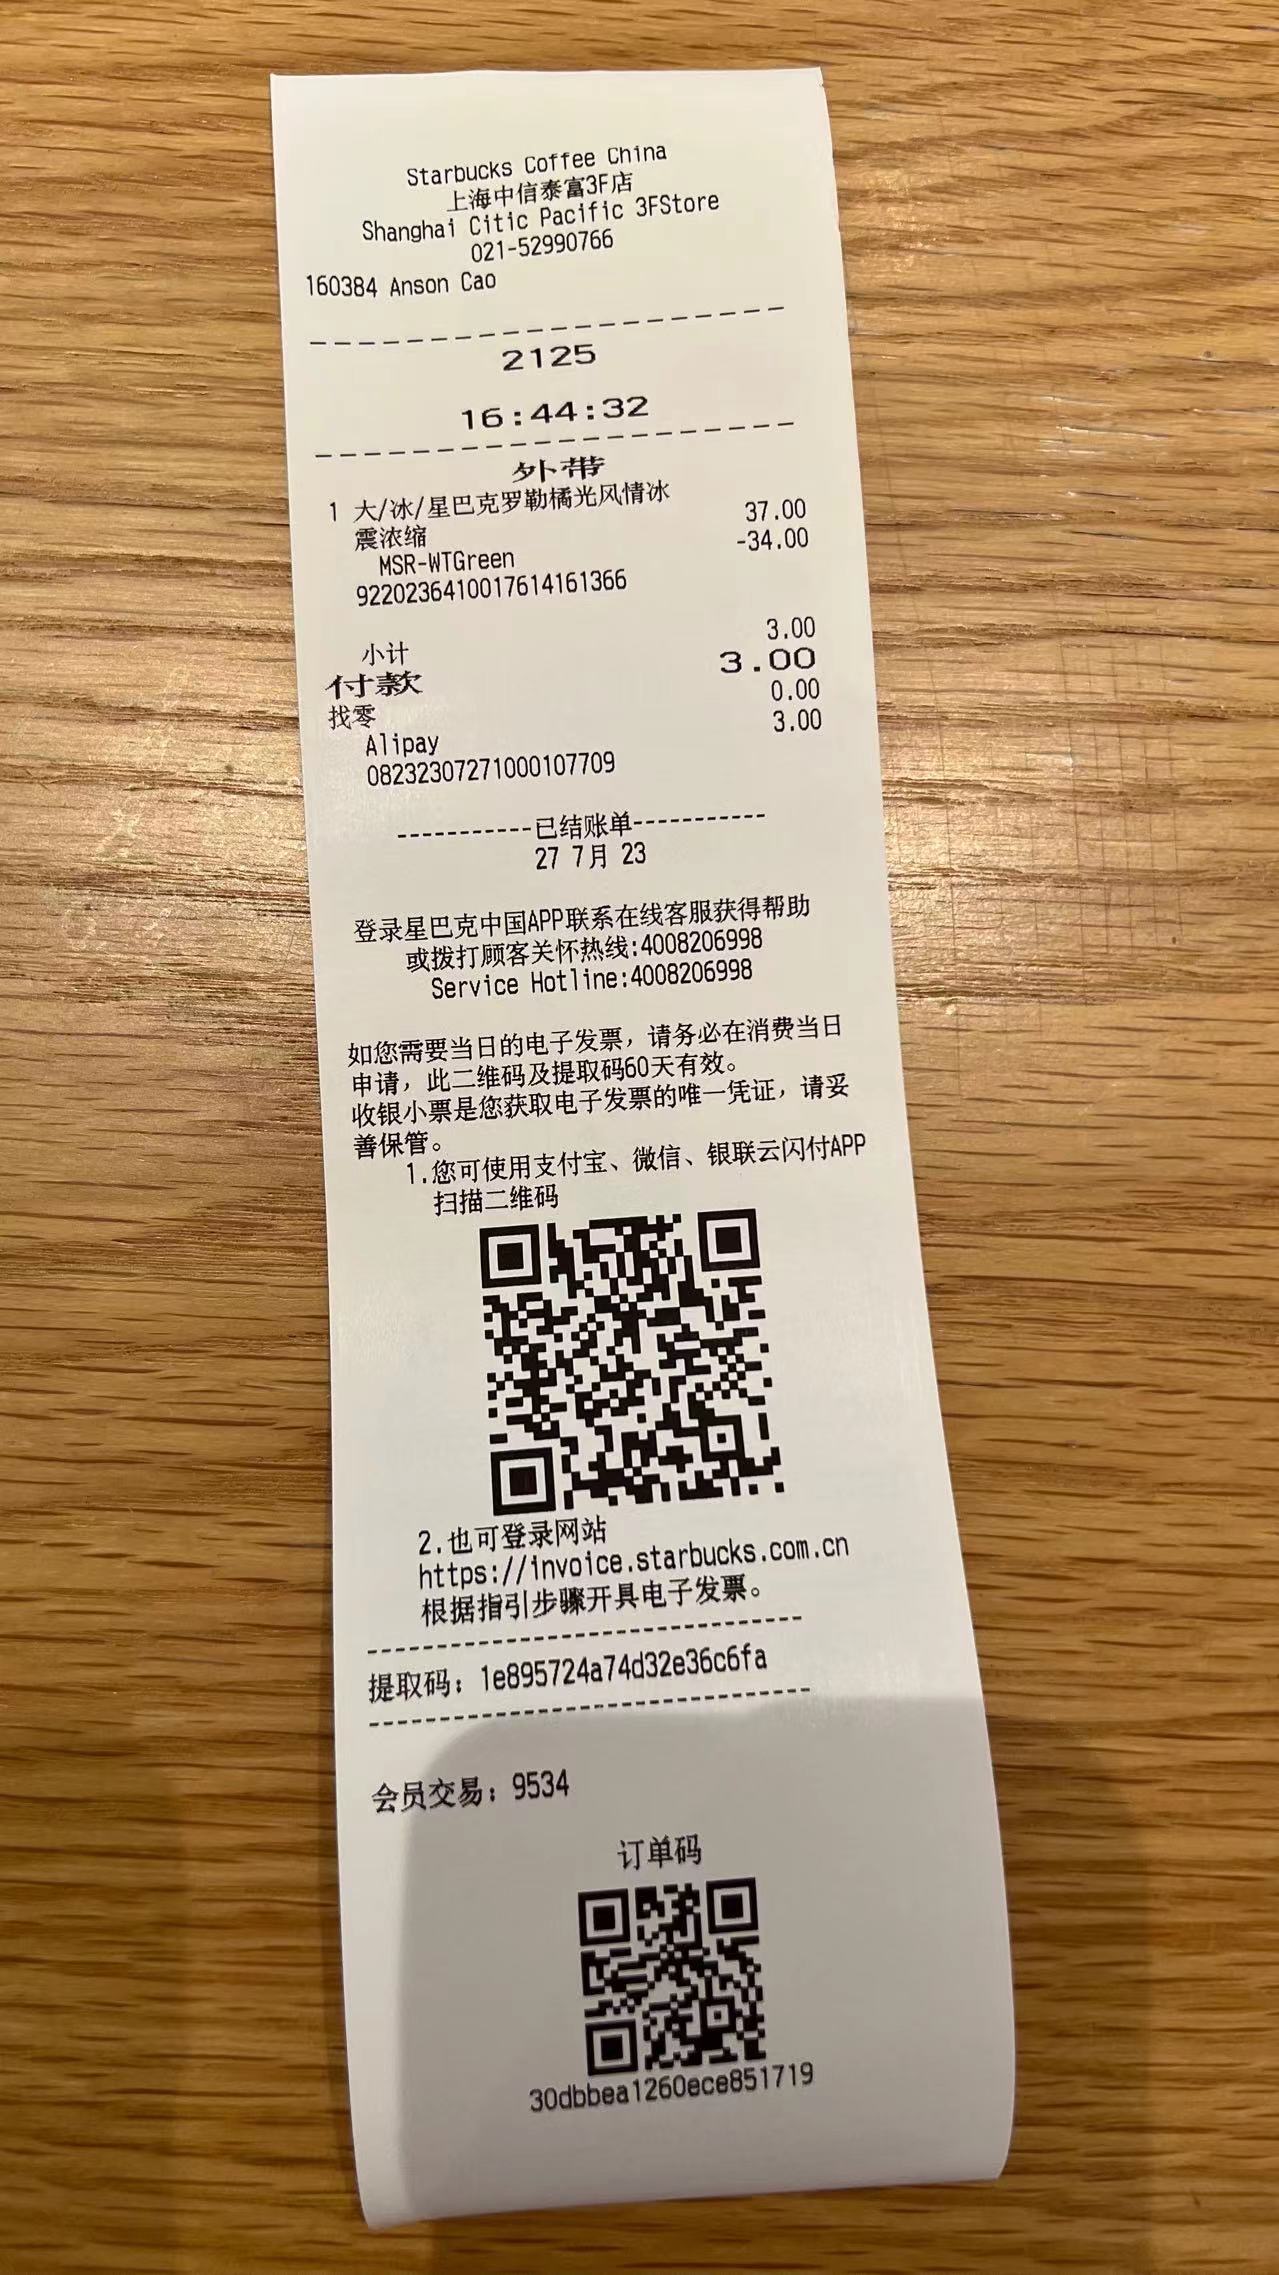 Starbucks Coffee China
上海中信泰富3F店
Shanghai Citic Pacific 3FStore
021-52990766
160384 Anson Cao
2125
16:44:32
外带
1 大/冰/星巴克罗勒橘光风情冰 37.00
震浓缩
MSR-WTGreen -34.00
9220236410017614161366
小计 3.00
付款 3.00
找零 0.00
Alipay 3.00
08232307271000107709
-----------已结账单-----------
27 7月 23
登录星巴克中国APP联系在线客服获得帮助
或拨打顾客关怀热线:4008206998
Service Hotline:4008206998
如您需要当日的电子发票，请务必在消费当日
申请，此二维码及提取码60天有效。
收银小票是您获取电子发票的唯一凭证，请妥
善保管。
1.您可使用支付宝、微信、银联云闪付APP
扫描二维码
2.也可登录网站
https://invoice.starbucks.com.cn
根据指引步骤开具电子发票。
提取码：1e895724a74d32e36c6fa
会员交易：9534
订单码
30dbbea1260ece851719